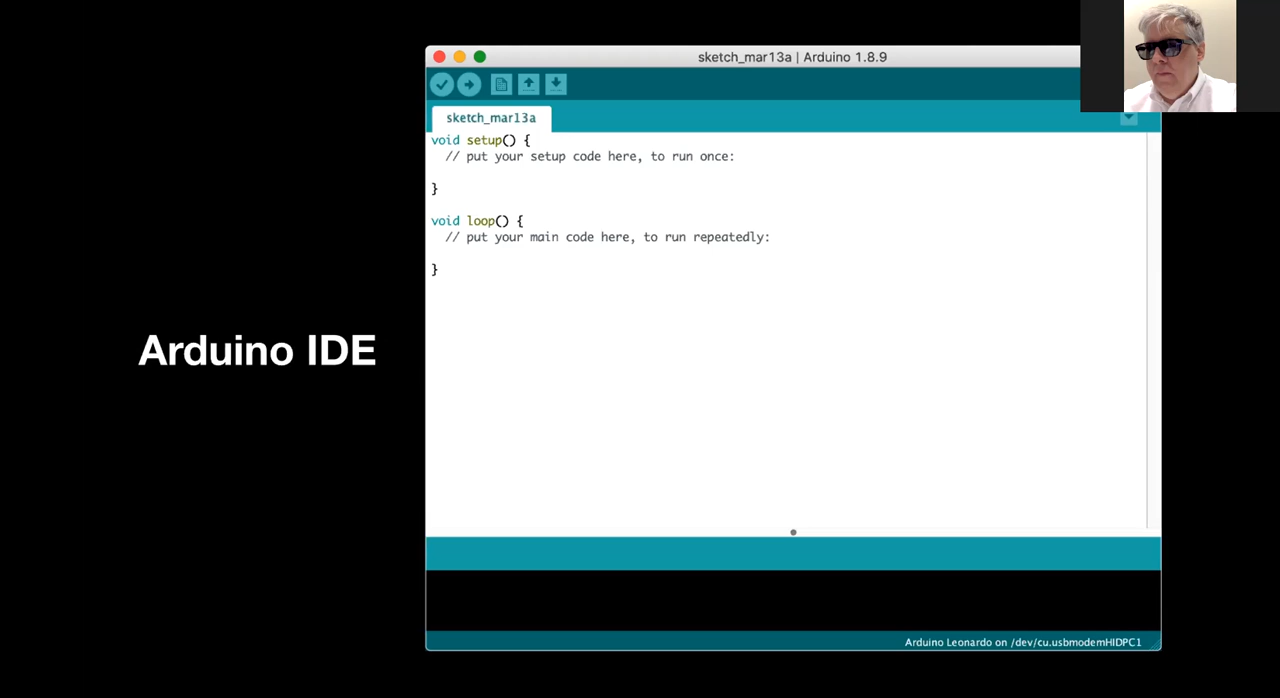 sketch_mar13a | Arduino 1.8.9
sketch_mar13a
void setup() {
// put your setup code here, to run once:
}
void loop() {
// put your main code here, to run repeatedly:
}
Arduino IDE
Arduino Leonardo on /dev/cu.usbmodemHIDPC1